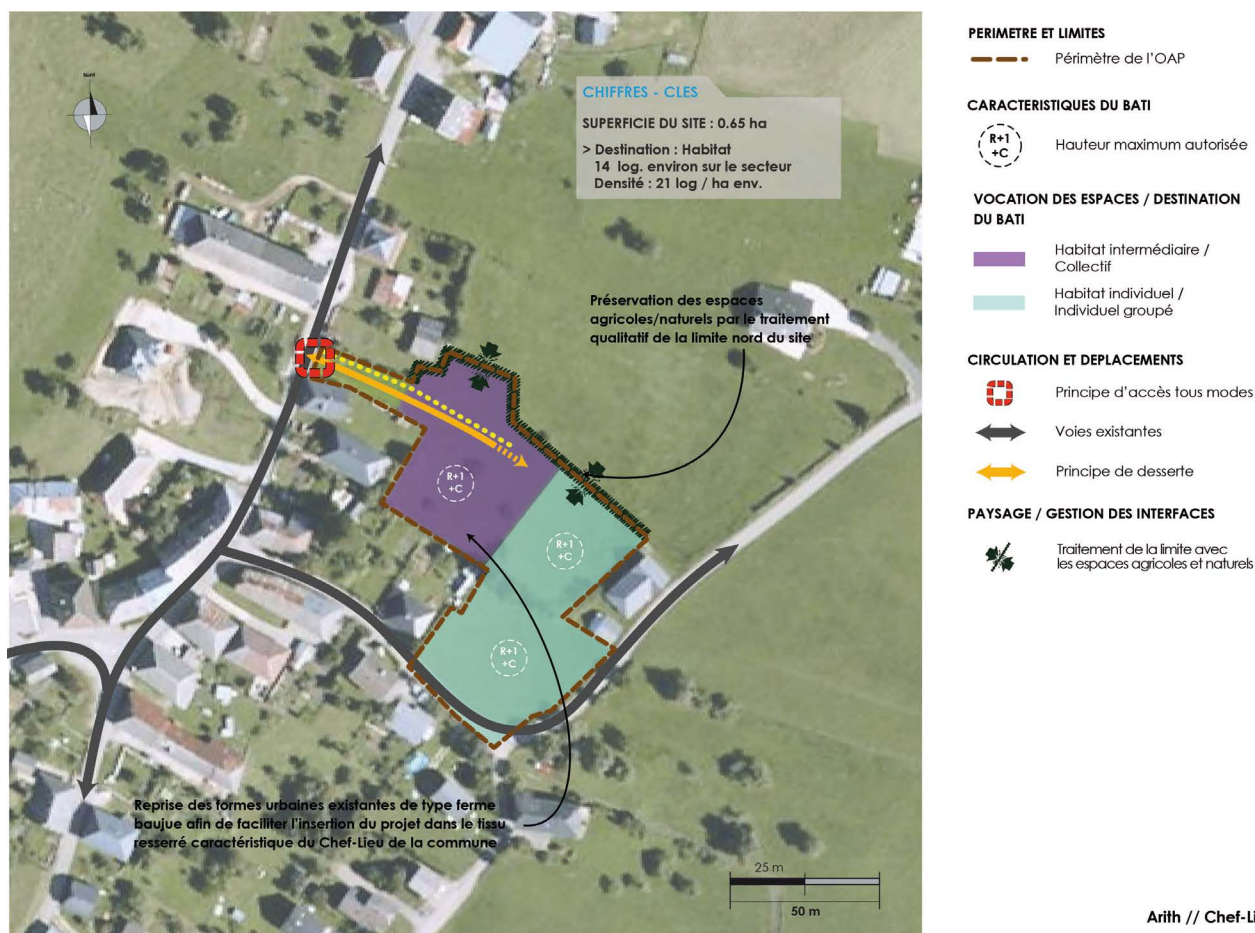 Nord
CHIFFRES - CLES
SUPERFICIE DU SITE : 0.65 ha
> Destination : Habitat
14 log. environ sur le secteur
Densité : 21 log / ha env.
Préservation des espaces
agricoles/naturels par le traitement
qualitatif de la limite nord du site
R+1
+C
R+1
+C
R+1
+C
Reprise des formes urbaines existantes de type ferme
baujue afin de faciliter l'insertion du projet dans le tissu
resserré caractéristique du Chef-Lieu de la commune
25 m
50 m
PERIMETRE ET LIMITES
Périmètre de l'OAP
CARACTERISTIQUES DU BATI
R+1
+C
Hauteur maximum autorisée
VOCATION DES ESPACES / DESTINATION
DU BATI
Habitat intermédiaire /
Collectif
Habitat individuel /
Individuel groupé
CIRCULATION ET DEPLACEMENTS
Principe d'accès tous modes
Voies existantes
Principe de desserte
PAYSAGE / GESTION DES INTERFACES
Traitement de la limite avec
les espaces agricoles et naturels
Arith // Chef-Li